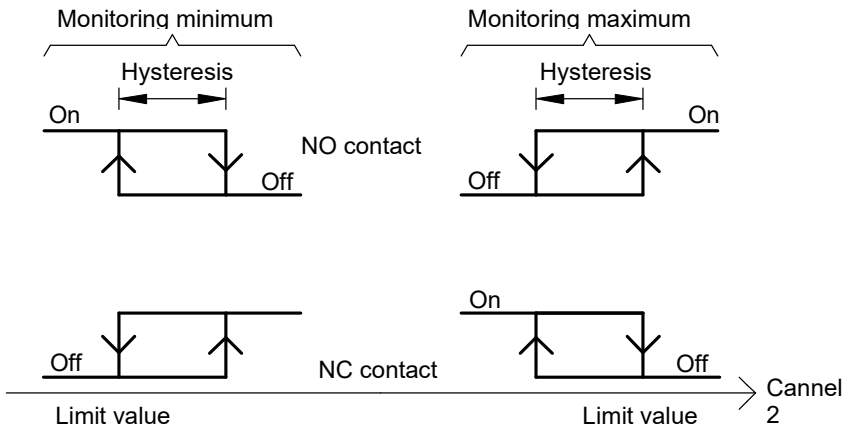 Monitoring minimum
Monitoring maximum
Hysteresis
Hysteresis
On
On
NO contact
Off
Off
On
Off
NC contact
Off
Cannel
2
Limit value
Limit value